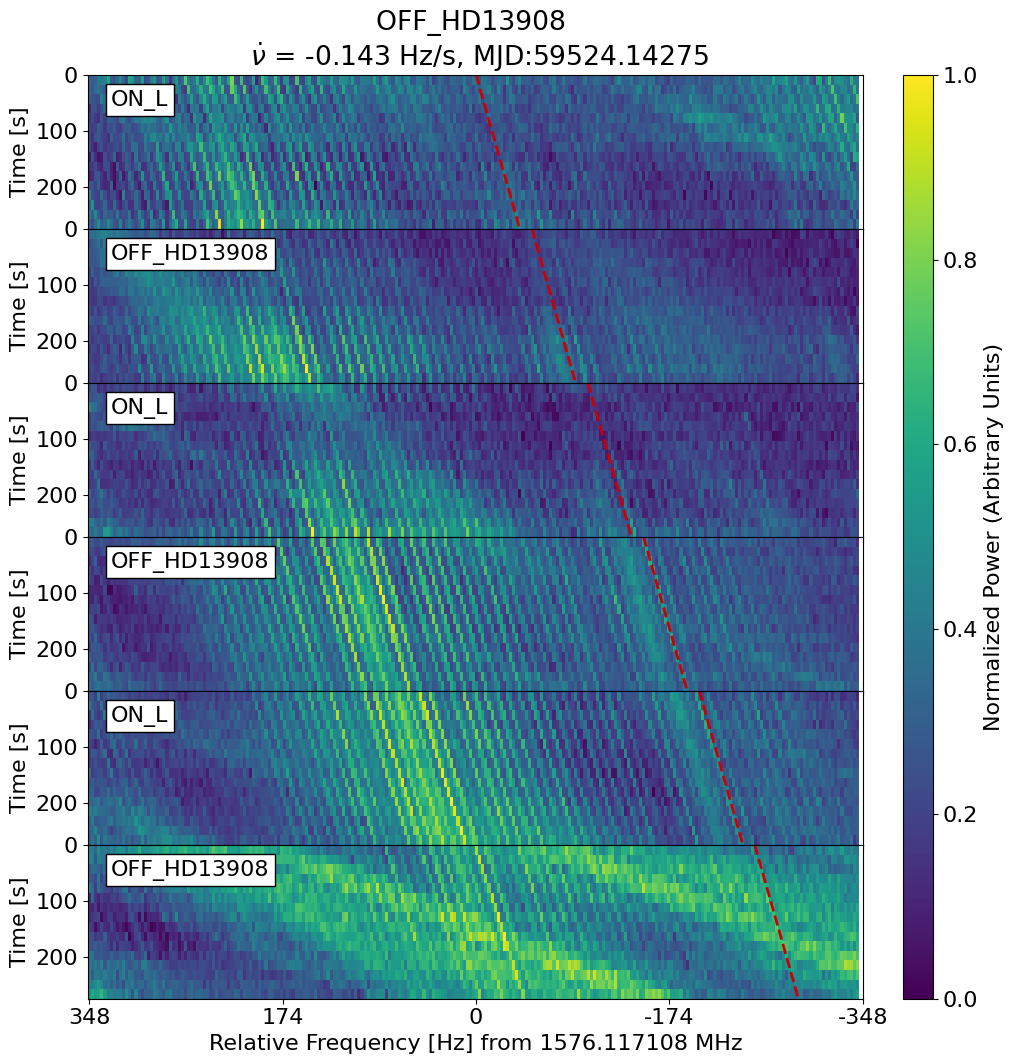 OFF_HD13908
ν̇ = -0.143 Hz/s, MJD:59524.14275
0
100
200
Time [s]
ON_L
0
100
200
Time [s]
OFF_HD13908
0
100
200
Time [s]
ON_L
0
100
200
Time [s]
OFF_HD13908
0
100
200
Time [s]
ON_L
0
100
200
Time [s]
OFF_HD13908
348 174 0 -174 -348
Relative Frequency [Hz] from 1576.117108 MHz
1.0
0.8
0.6
0.4
0.2
0.0
Normalized Power (Arbitrary Units)